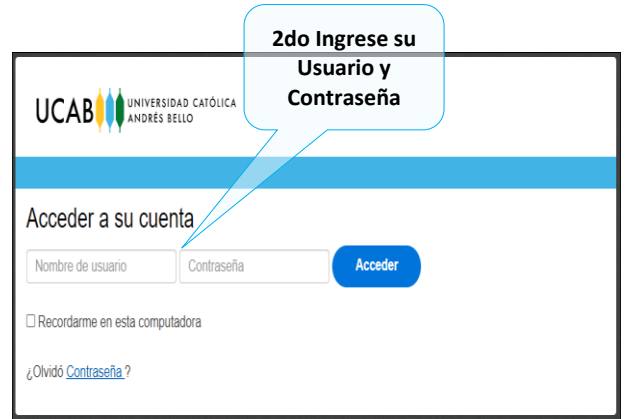 2do Ingrese su
Usuario y
Contraseña
UCAB UNIVERSIDAD CATÓLICA
ANDRÉS BELLO
Acceder a su cuenta
Nombre de usuario Contraseña Acceder
Recordarme en esta computadora
¿Olvidó Contraseña ?